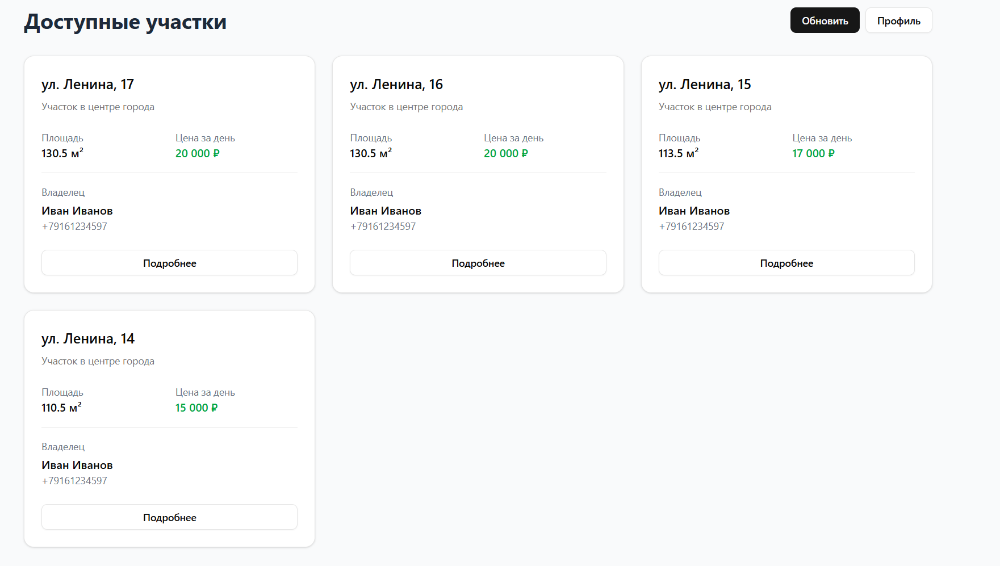 Доступные участки
Обновить
Профиль
ул. Ленина, 17
Участок в центре города
Площадь
Цена за день
130.5 м²
20 000 ₽
Владелец
Иван Иванов
+79161234597
Подробнее
ул. Ленина, 16
Участок в центре города
Площадь
Цена за день
130.5 м²
20 000 ₽
Владелец
Иван Иванов
+79161234597
Подробнее
ул. Ленина, 15
Участок в центре города
Площадь
Цена за день
113.5 м²
17 000 ₽
Владелец
Иван Иванов
+79161234597
Подробнее
ул. Ленина, 14
Участок в центре города
Площадь
Цена за день
110.5 м²
15 000 ₽
Владелец
Иван Иванов
+79161234597
Подробнее